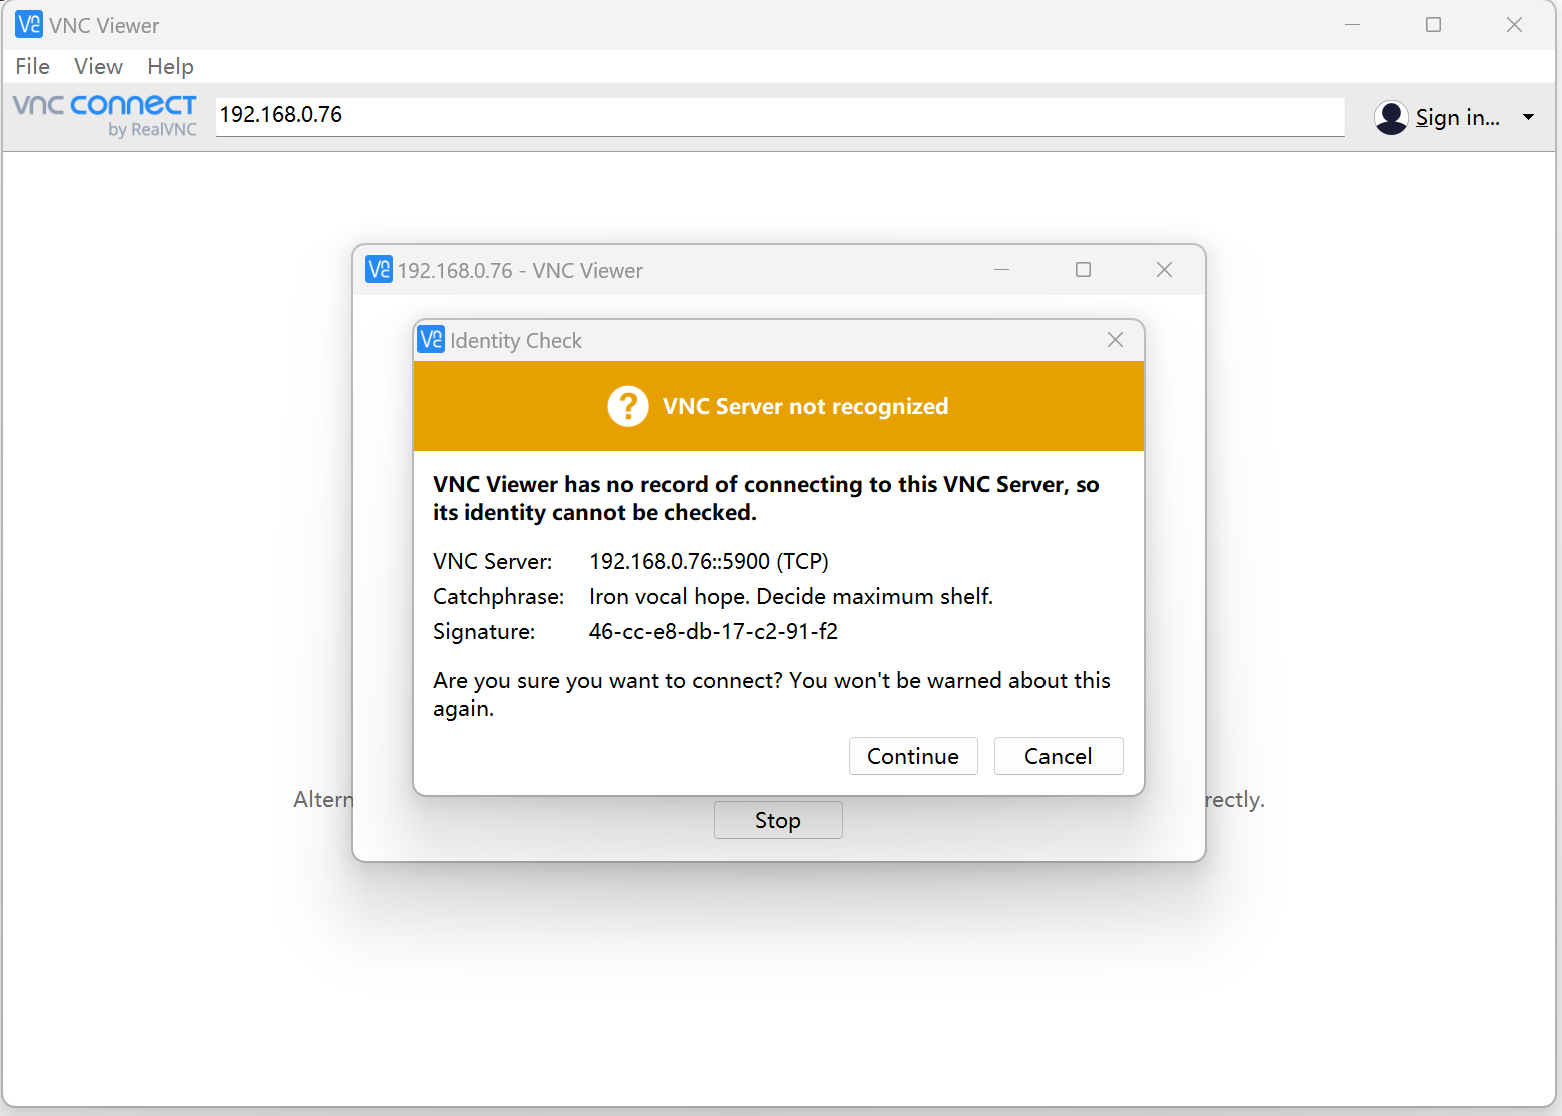 VNC Viewer
File View Help
vnc connect
by RealVNC
192.168.0.76
Sign in...
192.168.0.76 - VNC Viewer
Identity Check
? VNC Server not recognized
VNC Viewer has no record of connecting to this VNC Server, so
its identity cannot be checked.
VNC Server: 192.168.0.76::5900 (TCP)
Catchphrase: Iron vocal hope. Decide maximum shelf.
Signature: 46-cc-e8-db-17-c2-91-f2
Are you sure you want to connect? You won't be warned about this
again.
Continue Cancel
Altern rectly.
Stop